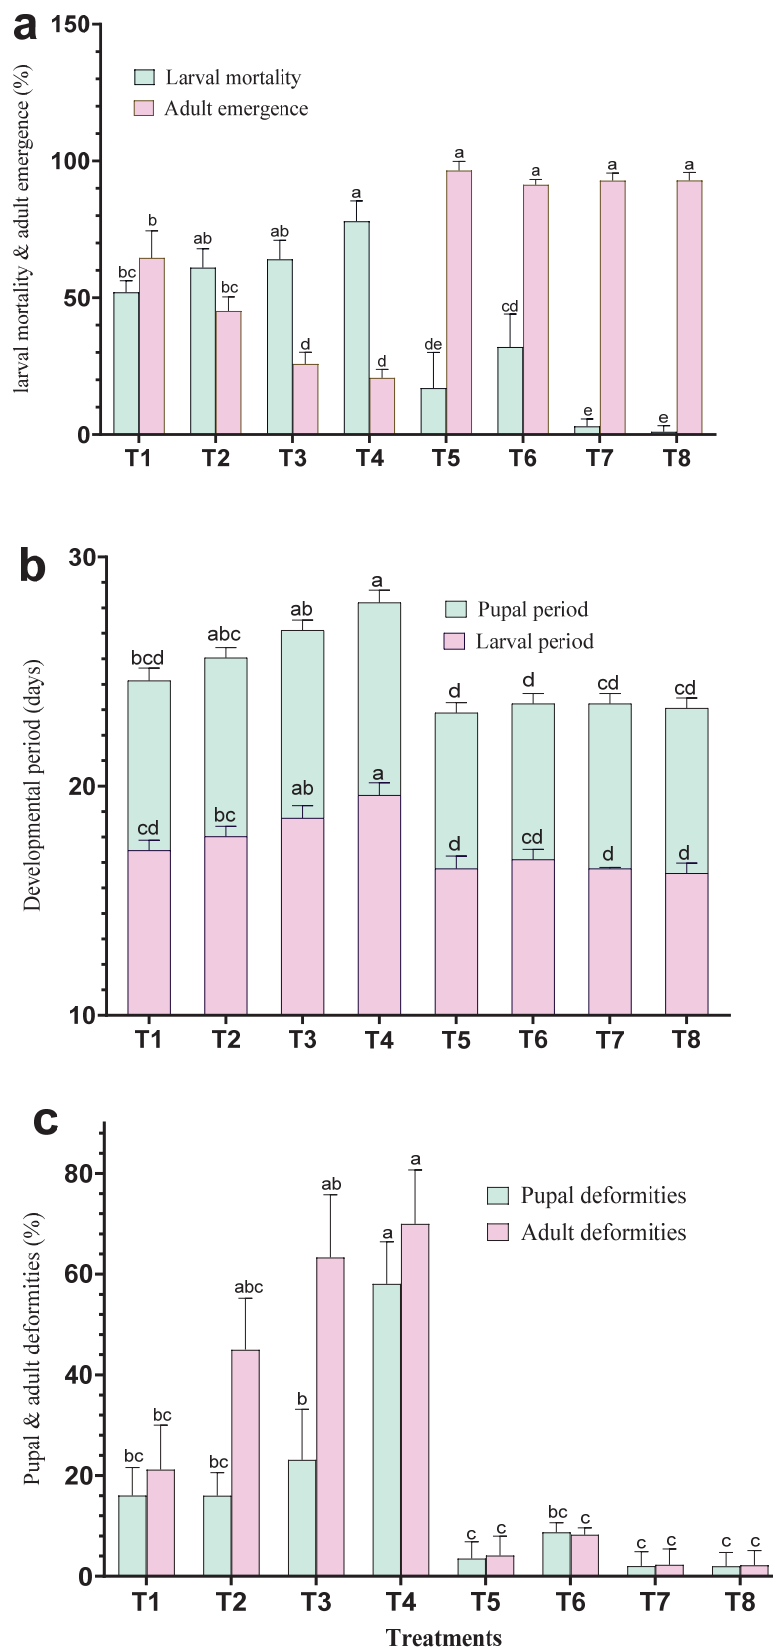 a
150
Larval mortality
Adult emergence
larval mortality & adult emergence (%)
100
50
0
bc
b
ab
bc
ab
d
a
d
de
a
cd
a
e
a
e
a
T1 T2 T3 T4 T5 T6 T7 T8
b
30
Pupal period
Larval period
Developmental period (days)
20
10
bcd
abc
ab
a
d
d
cd
cd
cd
bc
ab
a
d
cd
d
d
T1 T2 T3 T4 T5 T6 T7 T8
c
Pupal deformities
Adult deformities
Pupal & adult deformities (%)
80
60
40
20
0
bc
bc
bc
abc
b
ab
a
a
c
c
bc
c
c
c
c
c
T1 T2 T3 T4 T5 T6 T7 T8
Treatments